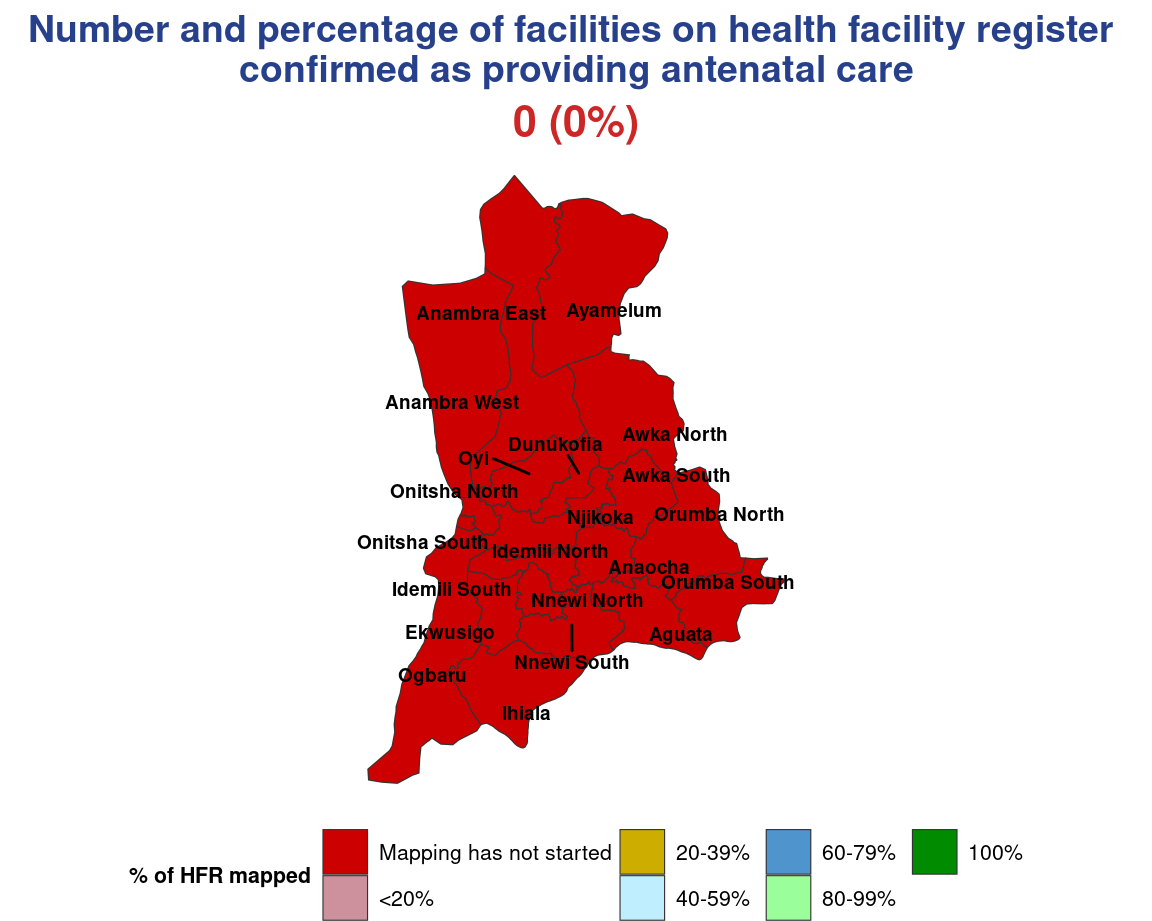 Number and percentage of facilities on health facility register
confirmed as providing antenatal care
0 (0%)
Anambra East
Ayamelum
Anambra West
Awka North
Dunukofia
Oyi
Awka South
Onitsha North
Njikoka
Orumba North
Onitsha South
Idemili North
Anaocha
Orumba South
Idemili South
Nnewi North
Ekwusigo
Aguata
Nnewi South
Ogbaru
Ihiala
% of HFR mapped
Mapping has not started
<20%
20-39%
40-59%
60-79%
80-99%
100%